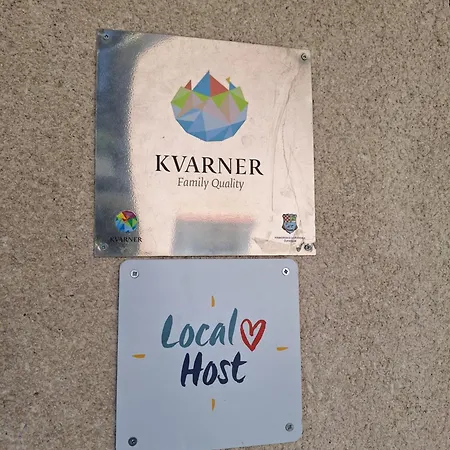 KVARNER
Family Quality
KVARNER
Local
Host